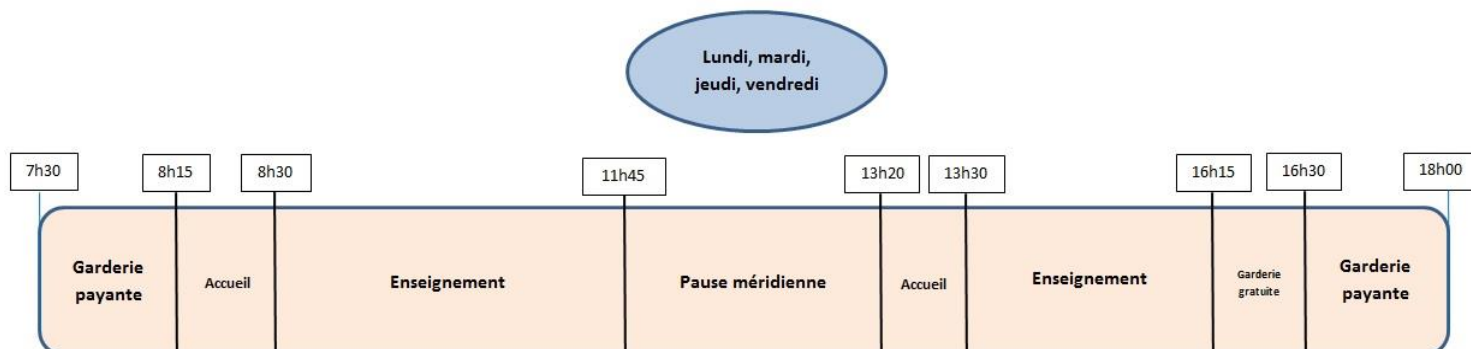 Lundi, mardi,
jeudi, vendredi
7h30
8h15
8h30
11h45
13h20
13h30
16h15
16h30
18h00
Garderie
payante
Accueil
Enseignement
Pause méridienne
Accueil
Enseignement
Garderie
gratuite
Garderie
payante